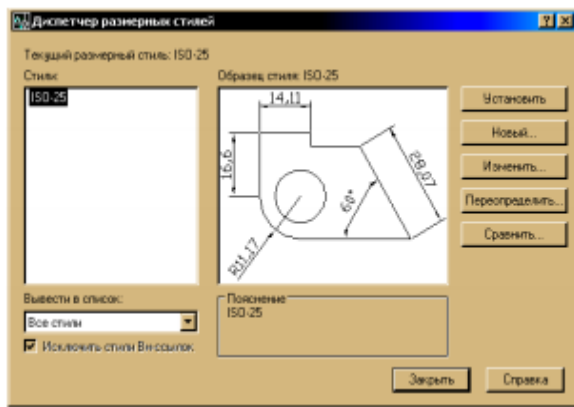 Диспетчер размерных стилей
Текущий размерный стиль: ISO-25
Стили:
ISO-25
Образец стиля: ISO-25
14,11
16,6
28,07
60°
R11,17
Установить
Новый...
Изменить...
Переопределить...
Сравнить...
Вывести в список:
Все стили
Исключить стили Вн-ссылок
Пояснение
ISO-25
Закрыть
Справка